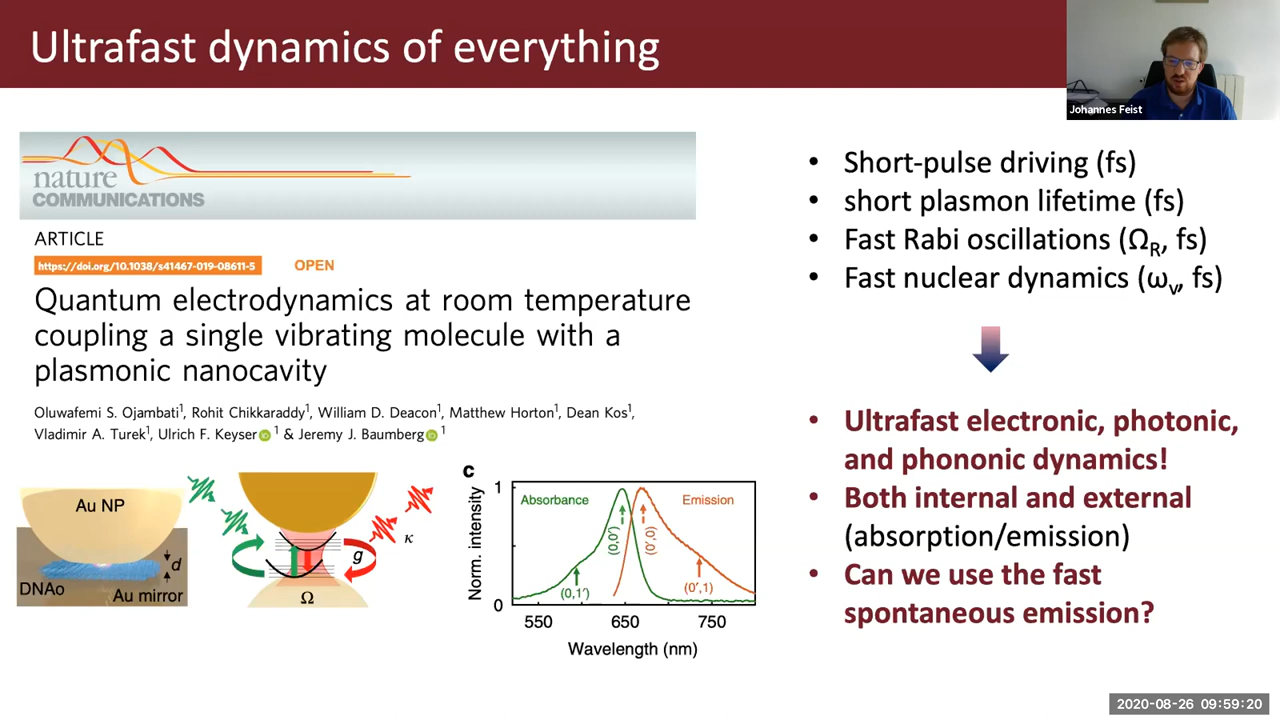 Ultrafast dynamics of everything
Johannes Feist
nature
COMMUNICATIONS
ARTICLE
https://doi.org/10.1038/s41467-019-08611-5 OPEN
Quantum electrodynamics at room temperature
coupling a single vibrating molecule with a
plasmonic nanocavity
Oluwafemi S. Ojambati¹, Rohit Chikkaraddy¹, William D. Deacon¹, Matthew Horton¹, Dean Kos¹,
Vladimir A. Turek¹, Ulrich F. Keyser iD ¹ & Jeremy J. Baumberg iD ¹
Au NP
d
DNAo
Au mirror
κ
g
Ω
c
Norm. intensity
1
0
Absorbance
Emission
(0,0')
(0',0)
(0,1')
(0',1)
550 650 750
Wavelength (nm)
• Short-pulse driving (fs)
• short plasmon lifetime (fs)
• Fast Rabi oscillations (Ω_R, fs)
• Fast nuclear dynamics (ω_v, fs)
• Ultrafast electronic, photonic,
and phononic dynamics!
• Both internal and external
(absorption/emission)
• Can we use the fast
spontaneous emission?
2020-08-26 09:59:20